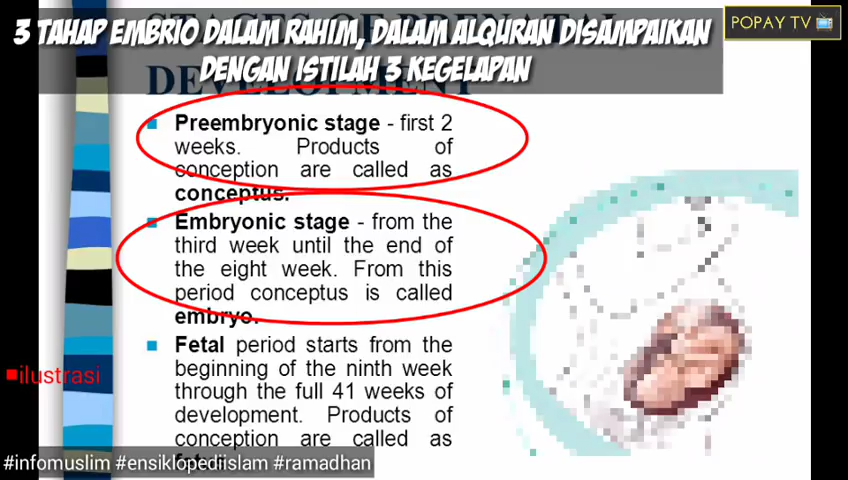 3 TAHAP EMBRIO DALAM RAHIM, DALAM ALQURAN DISAMPAIKAN
DENGAN ISTILAH 3 KEGELAPAN
POPAY TV
DEVELOPMENT
Preembryonic stage - first 2
weeks. Products of
conception are called as
conceptus.
Embryonic stage - from the
third week until the end of
the eight week. From this
period conceptus is called
embryo.
Fetal period starts from the
beginning of the ninth week
through the full 41 weeks of
development. Products of
conception are called as
ilustrasi
#infomuslim #ensiklopediislam #ramadhan